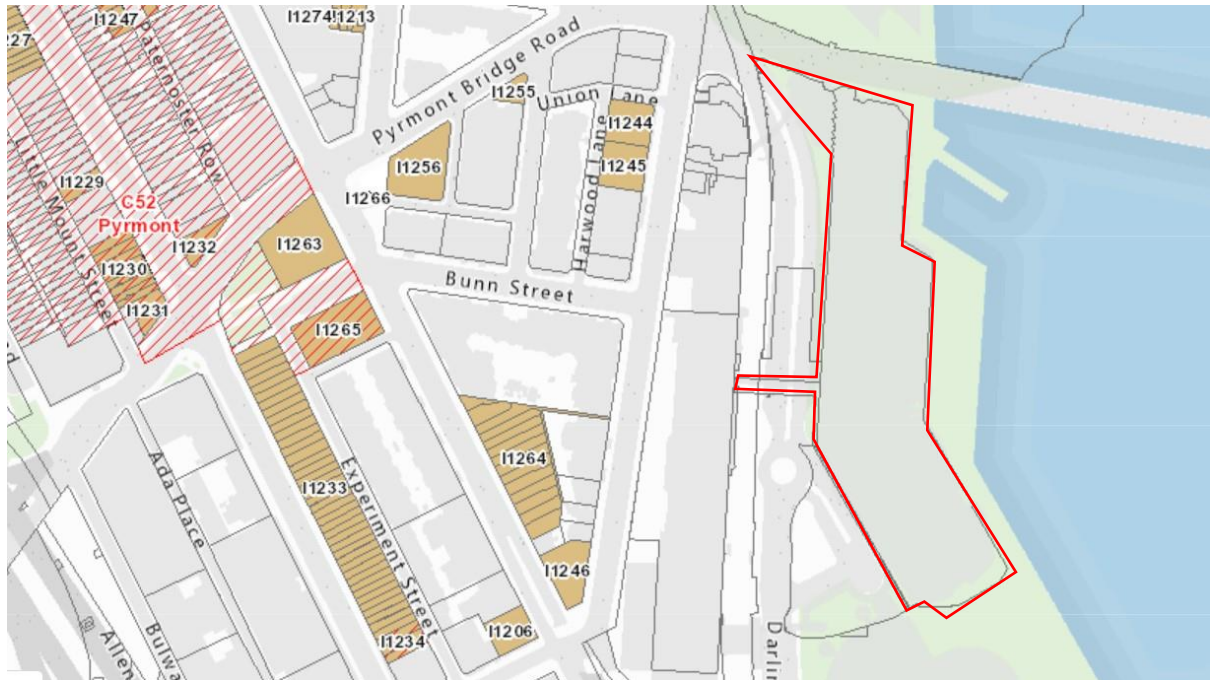 I1247
I1274
I1213
227
Paternoster Row
Pyrmont Bridge Road
I1255
Union Lane
I1244
I1256
I1245
Harwood Lane
I1229
I1266
C52
Pyrmont
Little Mount Street
I1232
I1263
I1230
I1231
Bunn Street
I1265
I1264
Ada Place
I1233
Experiment Street
I1246
I1206
I1234
Allen
Bulwa
Darlin